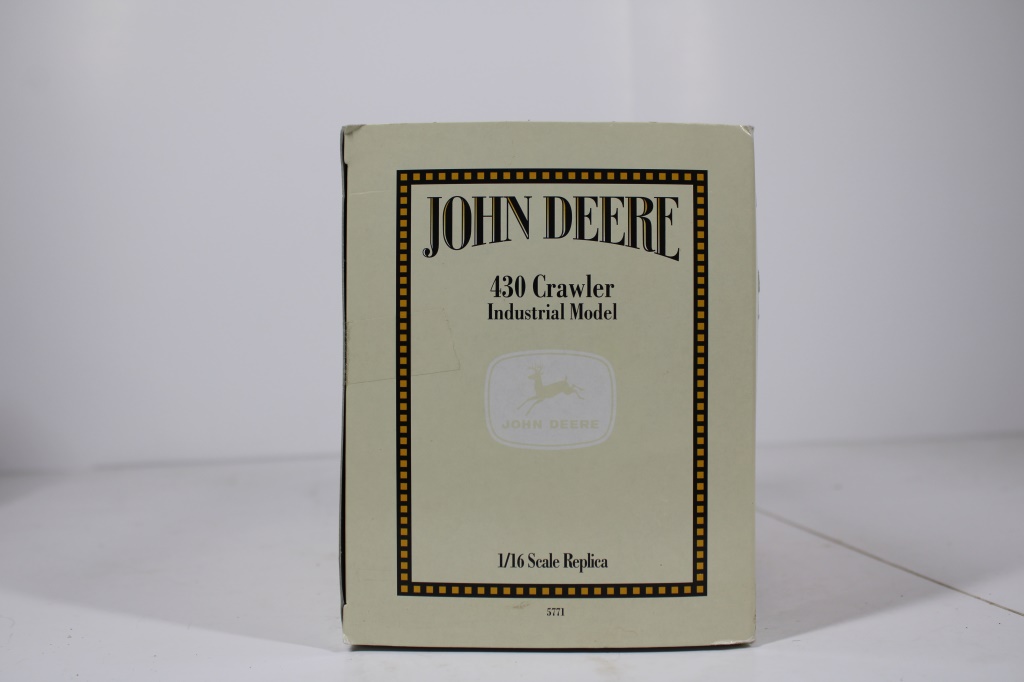 JOHN DEERE
430 Crawler
Industrial Model
JOHN DEERE
1/16 Scale Replica
5771